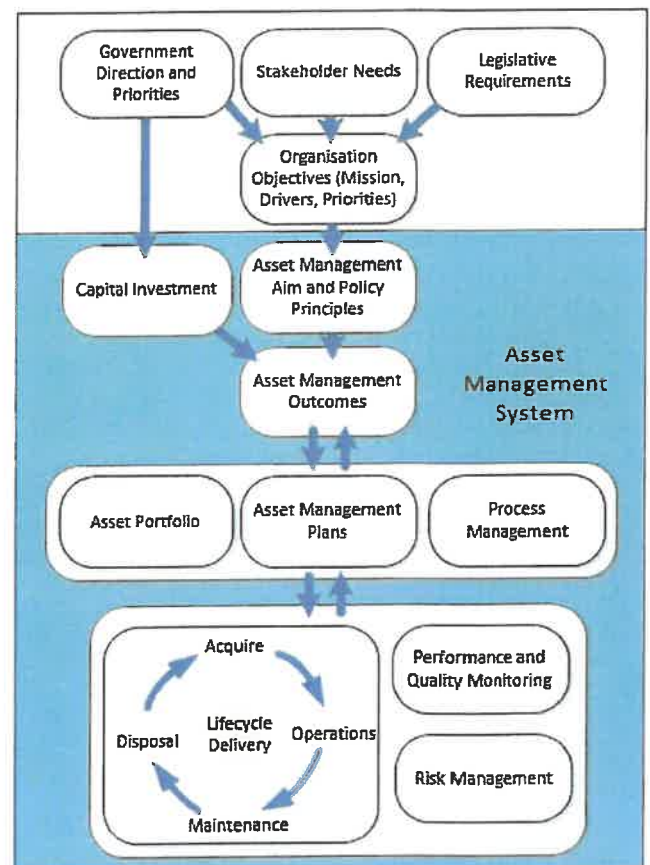 Government
Direction and
Priorities
Stakeholder Needs
Legislative
Requirements
Organisation
Objectives (Mission,
Drivers, Priorities)
Capital Investment
Asset Management
Aim and Policy
Principles
Asset Management
Outcomes
Asset
Management
System
Asset Portfolio
Asset Management
Plans
Process
Management
Acquire
Disposal
Lifecycle
Delivery
Operations
Maintenance
Performance and
Quality Monitoring
Risk Management